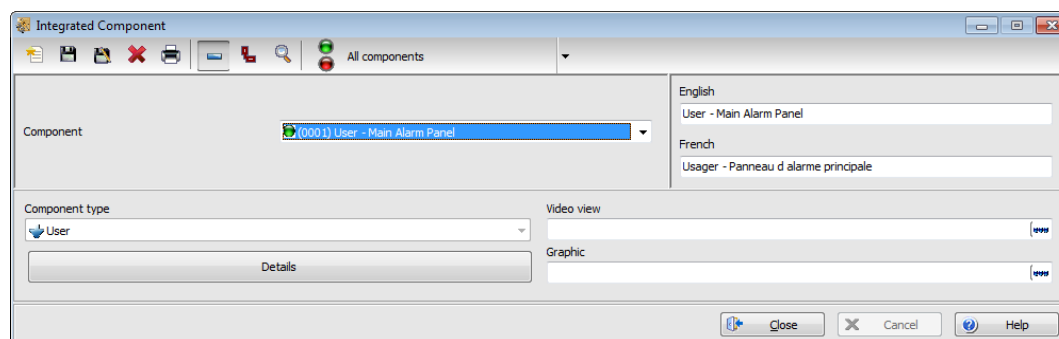 Integrated Component
All components
Component
(0001) User - Main Alarm Panel
English
User - Main Alarm Panel
French
Usager - Panneau d alarme principale
Component type
User
Details
Video view
Graphic
Close
Cancel
Help